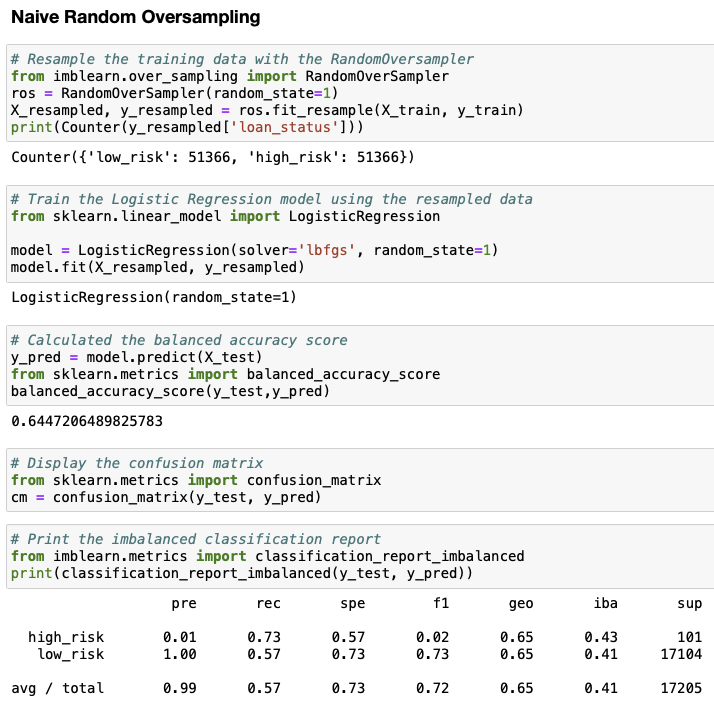 Naive Random Oversampling
# Resample the training data with the RandomOversampler
from imblearn.over_sampling import RandomOverSampler
ros = RandomOverSampler(random_state=1)
X_resampled, y_resampled = ros.fit_resample(X_train, y_train)
print(Counter(y_resampled['loan_status']))
Counter({'low_risk': 51366, 'high_risk': 51366})
# Train the Logistic Regression model using the resampled data
from sklearn.linear_model import LogisticRegression
model = LogisticRegression(solver='lbfgs', random_state=1)
model.fit(X_resampled, y_resampled)
LogisticRegression(random_state=1)
# Calculated the balanced accuracy score
y_pred = model.predict(X_test)
from sklearn.metrics import balanced_accuracy_score
balanced_accuracy_score(y_test,y_pred)
0.6447206489825783
# Display the confusion matrix
from sklearn.metrics import confusion_matrix
cm = confusion_matrix(y_test, y_pred)
# Print the imbalanced classification report
from imblearn.metrics import classification_report_imbalanced
print(classification_report_imbalanced(y_test, y_pred))
pre rec spe f1 geo iba sup
high_risk 0.01 0.73 0.57 0.02 0.65 0.43 101
low_risk 1.00 0.57 0.73 0.73 0.65 0.41 17104
avg / total 0.99 0.57 0.73 0.72 0.65 0.41 17205